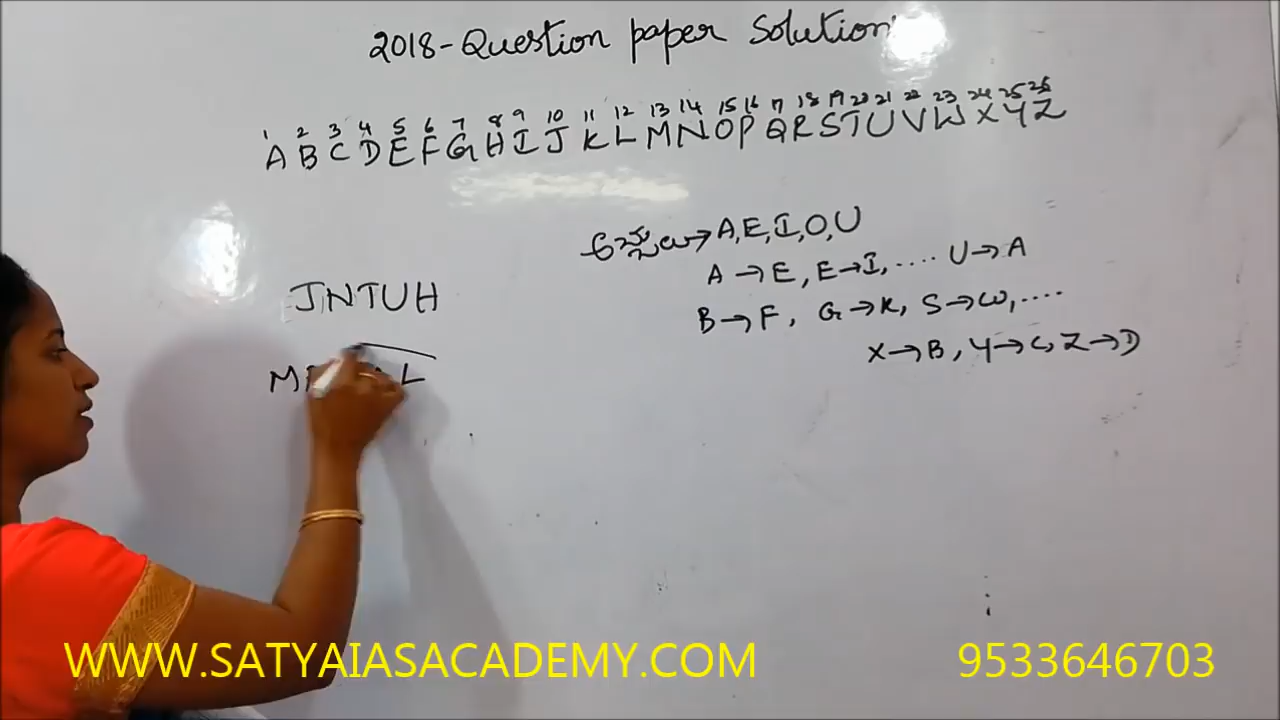 2018-Question paper Solution
1 2 3 4 5 6 7 8 9 10 11 12 13 14 15 16 17 18 19 20 21 22 23 24 25 26
A B C D E F G H I J K L M N O P Q R S T U V W X Y Z
→ A, E, I, O, U
A → E, E → I, .... U → A
JNTUH
B → F, G → K, S → W, ....
X → B, Y → C, Z → D
M L
WWW.SATYAIASACADEMY.COM 9533646703